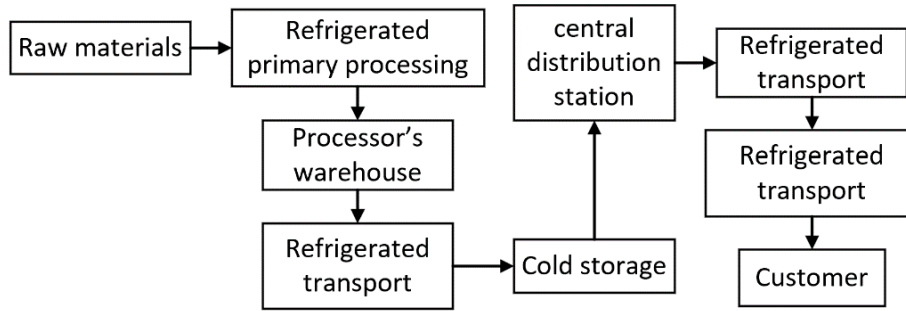 Raw materials
Refrigerated
primary processing
Processor's
warehouse
Refrigerated
transport
Cold storage
central
distribution
station
Refrigerated
transport
Refrigerated
transport
Customer